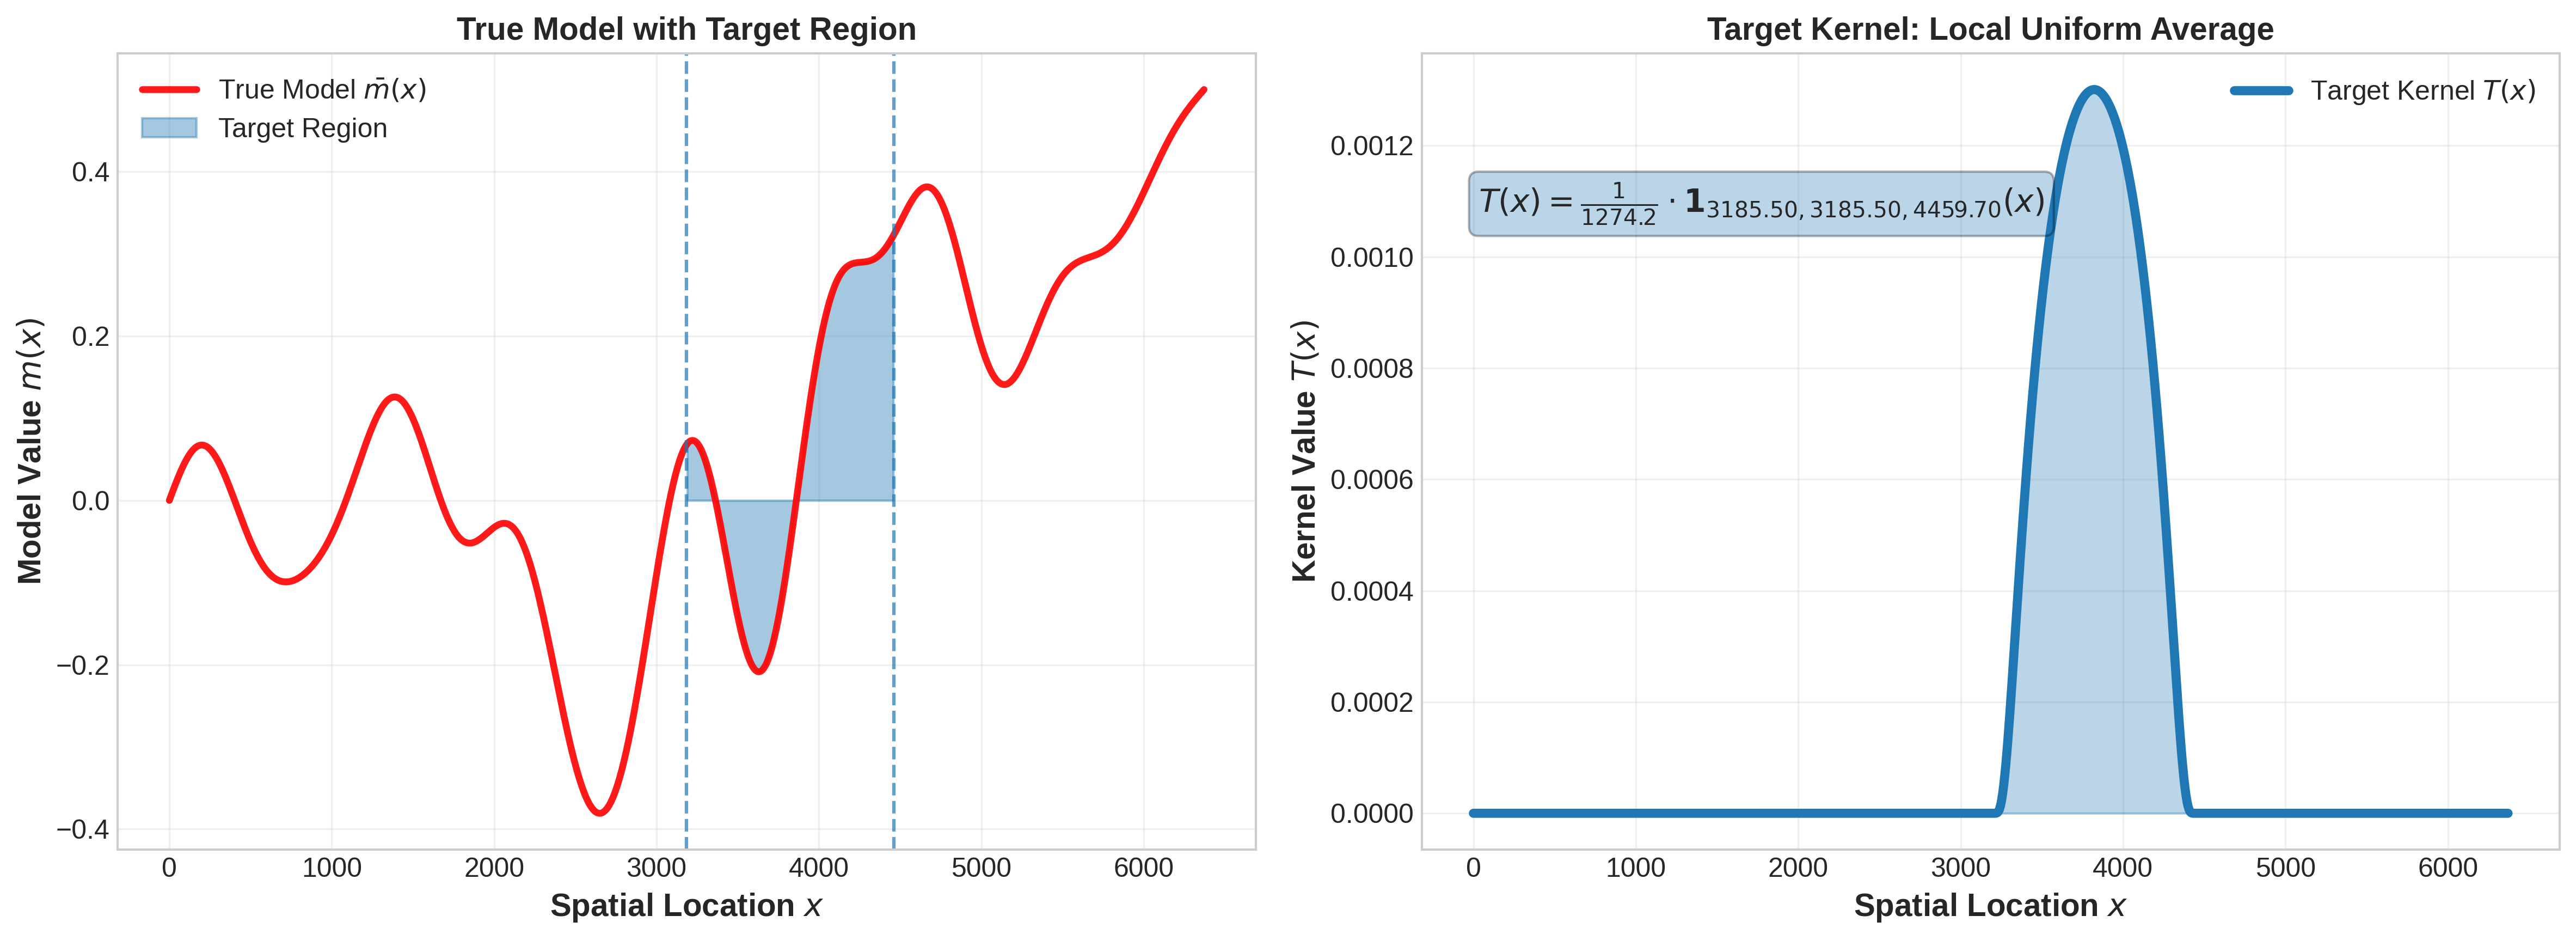 True Model with Target Region
True Model m̄(x)
Target Region
Model Value m(x)
0.4
0.2
0.0
−0.2
−0.4
0 1000 2000 3000 4000 5000 6000
Spatial Location x
Target Kernel: Local Uniform Average
Target Kernel T(x)
T(x) = 1/1274.2 · 1_{3185.50, 3185.50, 4459.70}(x)
Kernel Value T(x)
0.0012
0.0010
0.0008
0.0006
0.0004
0.0002
0.0000
0 1000 2000 3000 4000 5000 6000
Spatial Location x